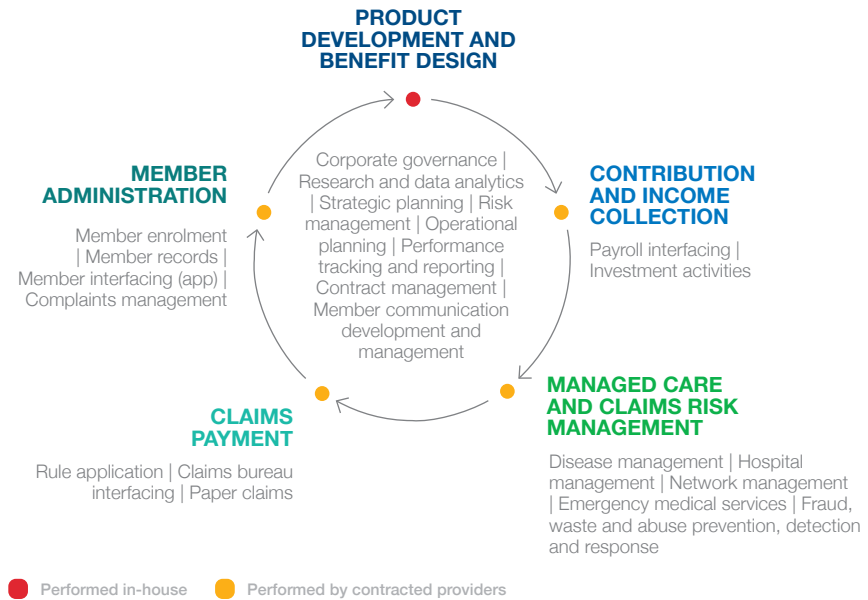 PRODUCT
DEVELOPMENT AND
BENEFIT DESIGN
Corporate governance |
Research and data analytics
| Strategic planning | Risk
management | Operational
planning | Performance
tracking and reporting |
Contract management |
Member communication
development and
management
CONTRIBUTION
AND INCOME
COLLECTION
Payroll interfacing |
Investment activities
MANAGED CARE
AND CLAIMS RISK
MANAGEMENT
Disease management | Hospital
management | Network management
| Emergency medical services | Fraud,
waste and abuse prevention, detection
and response
CLAIMS
PAYMENT
Rule application | Claims bureau
interfacing | Paper claims
MEMBER
ADMINISTRATION
Member enrolment
| Member records |
Member interfacing (app) |
Complaints management
Performed in-house
Performed by contracted providers